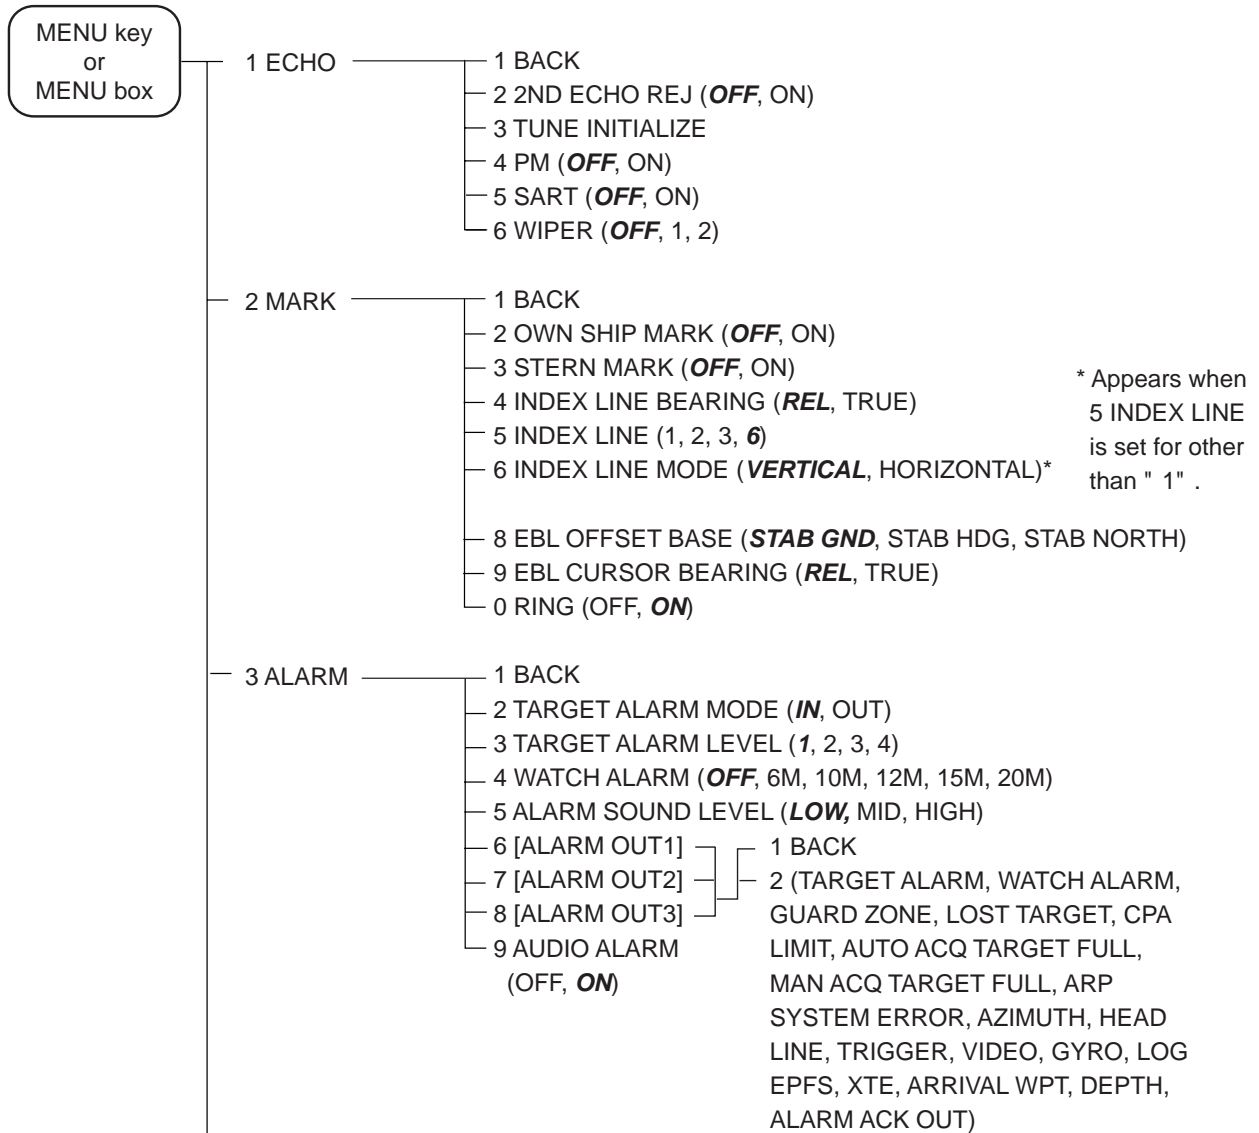 MENU key
or
MENU box
1 ECHO
1 BACK
2 2ND ECHO REJ (OFF, ON)
3 TUNE INITIALIZE
4 PM (OFF, ON)
5 SART (OFF, ON)
6 WIPER (OFF, 1, 2)
2 MARK
1 BACK
2 OWN SHIP MARK (OFF, ON)
3 STERN MARK (OFF, ON)
4 INDEX LINE BEARING (REL, TRUE)
5 INDEX LINE (1, 2, 3, 6)
6 INDEX LINE MODE (VERTICAL, HORIZONTAL)*
* Appears when
5 INDEX LINE
is set for other
than " 1" .
8 EBL OFFSET BASE (STAB GND, STAB HDG, STAB NORTH)
9 EBL CURSOR BEARING (REL, TRUE)
0 RING (OFF, ON)
3 ALARM
1 BACK
2 TARGET ALARM MODE (IN, OUT)
3 TARGET ALARM LEVEL (1, 2, 3, 4)
4 WATCH ALARM (OFF, 6M, 10M, 12M, 15M, 20M)
5 ALARM SOUND LEVEL (LOW, MID, HIGH)
6 [ALARM OUT1]
7 [ALARM OUT2]
8 [ALARM OUT3]
9 AUDIO ALARM
(OFF, ON)
1 BACK
2 (TARGET ALARM, WATCH ALARM,
GUARD ZONE, LOST TARGET, CPA
LIMIT, AUTO ACQ TARGET FULL,
MAN ACQ TARGET FULL, ARP
SYSTEM ERROR, AZIMUTH, HEAD
LINE, TRIGGER, VIDEO, GYRO, LOG
EPFS, XTE, ARRIVAL WPT, DEPTH,
ALARM ACK OUT)